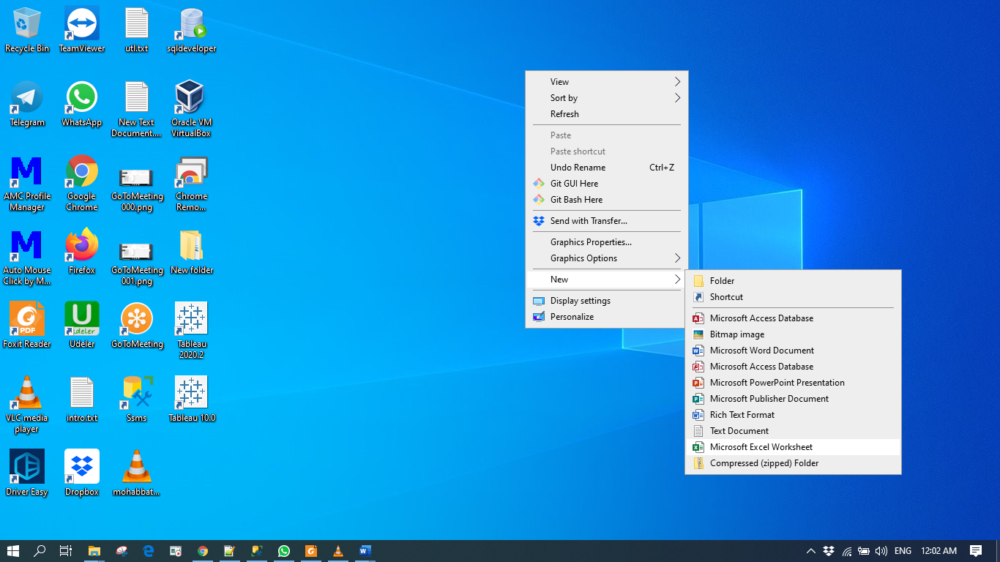 Recycle Bin
TeamViewer
utl.txt
sqldeveloper
Telegram
WhatsApp
New Text
Document....
Oracle VM
VirtualBox
AMC Profile
Manager
Google
Chrome
GoToMeeting
000.png
Chrome
Remo...
Auto Mouse
Click by M...
Firefox
GoToMeeting
001.png
New folder
PDF
Foxit Reader
U
deler
Udeler
GoToMeeting
Tableau
2020.2
VLC media
player
intro.txt
Ssms
Tableau 10.0
Driver Easy
Dropbox
mohabbat...
View
Sort by
Refresh
Paste
Paste shortcut
Undo Rename Ctrl+Z
Git GUI Here
Git Bash Here
Send with Transfer...
Graphics Properties...
Graphics Options
New
Display settings
Personalize
Folder
Shortcut
Microsoft Access Database
Bitmap image
Microsoft Word Document
Microsoft Access Database
Microsoft PowerPoint Presentation
Microsoft Publisher Document
Rich Text Format
Text Document
Microsoft Excel Worksheet
Compressed (zipped) Folder
ENG 12:02 AM